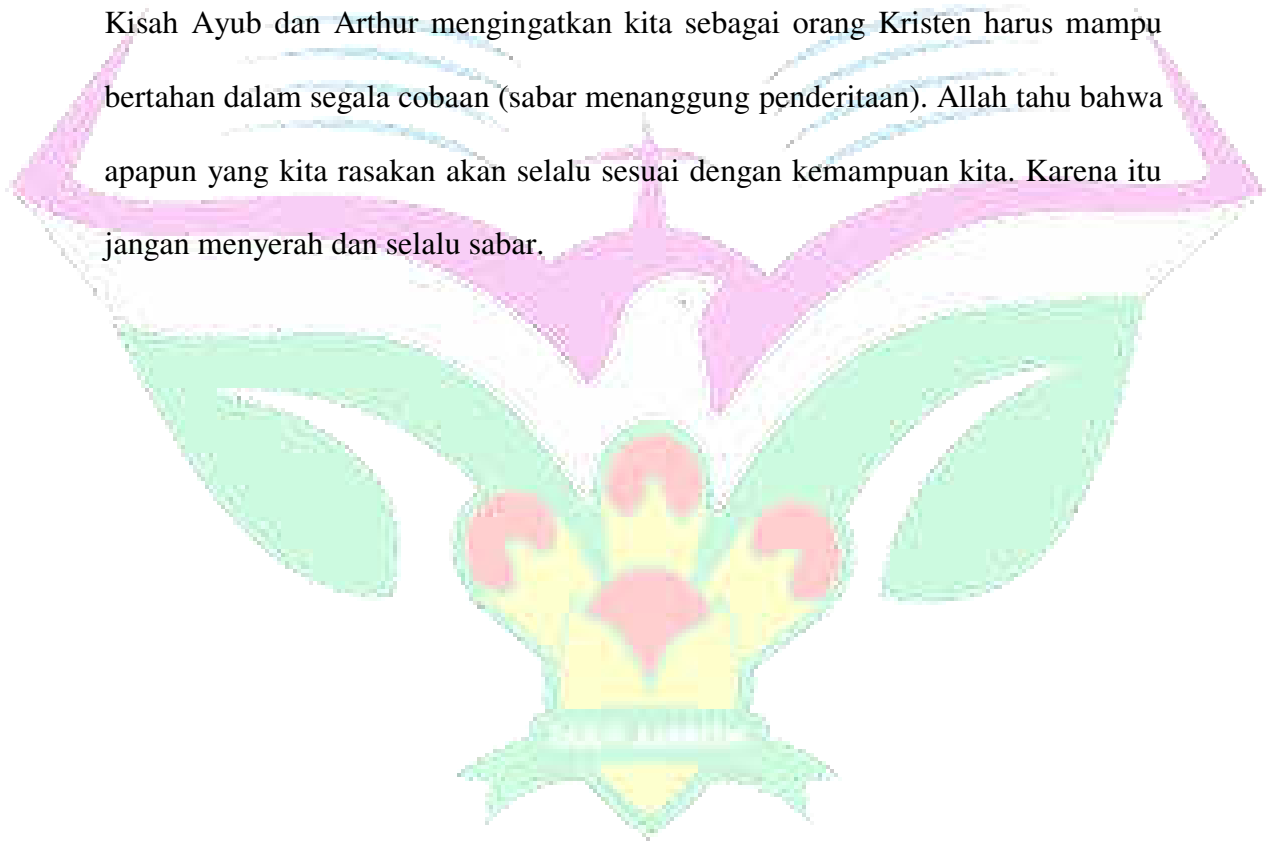 Kisah Ayub dan Arthur mengingatkan kita sebagai orang Kristen harus mampu
bertahan dalam segala cobaan (sabar menanggung penderitaan). Allah tahu bahwa
apapun yang kita rasakan akan selalu sesuai dengan kemampuan kita. Karena itu
jangan menyerah dan selalu sabar.